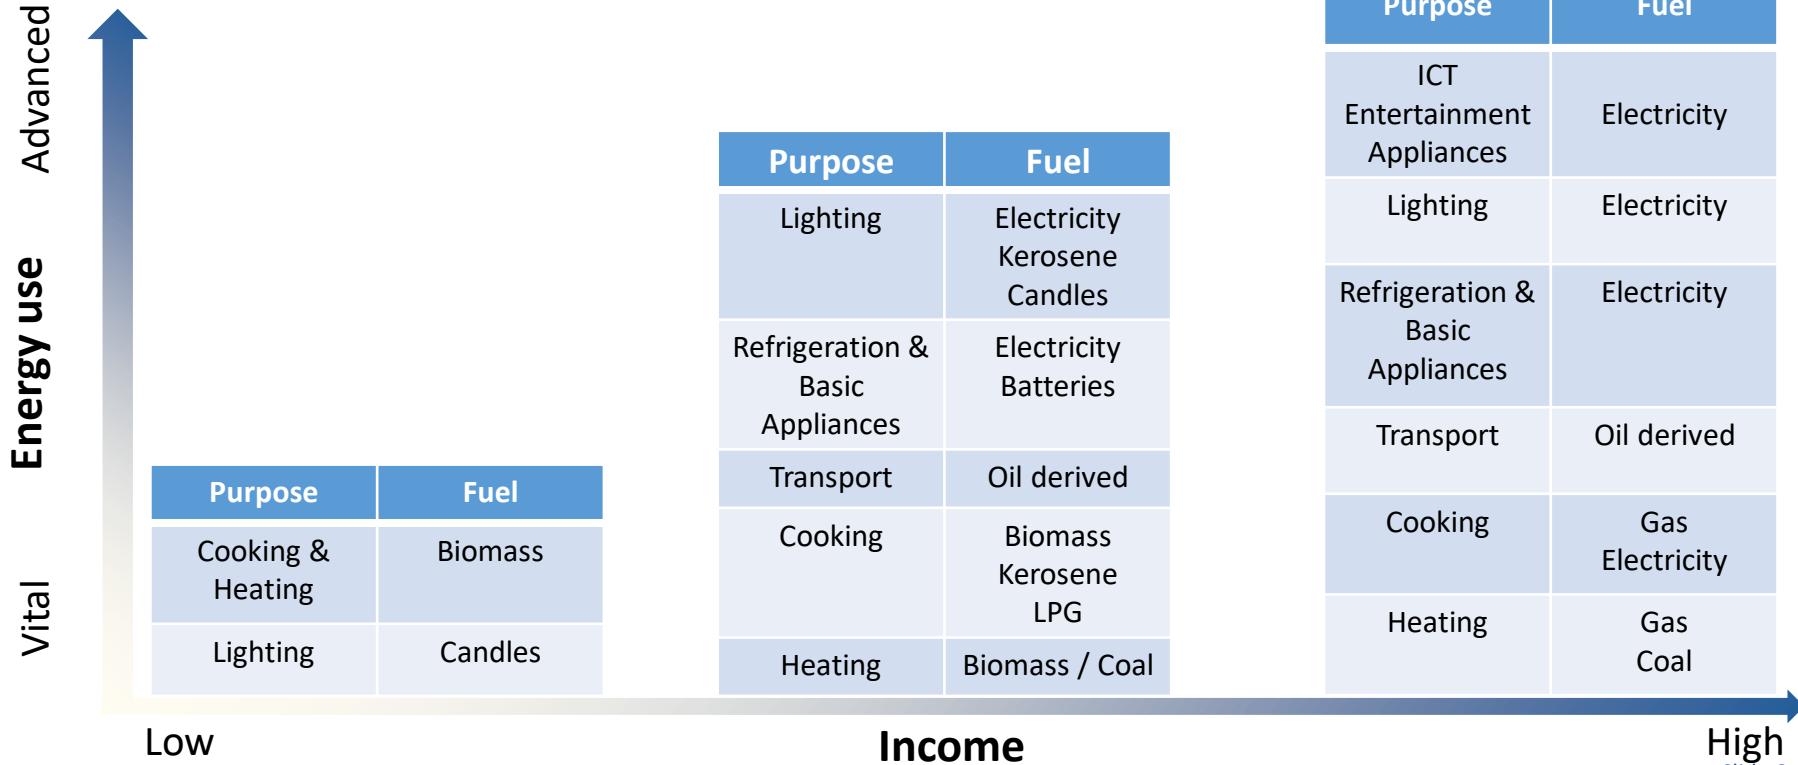 Advanced
Energy use
Vital
Purpose Fuel
Cooking & Biomass
Heating
Lighting Candles
Purpose Fuel
Lighting Electricity
Kerosene
Candles
Refrigeration & Electricity
Basic Batteries
Appliances
Transport Oil derived
Cooking Biomass
Kerosene
LPG
Heating Biomass / Coal
Purpose Fuel
ICT
Entertainment Electricity
Appliances
Lighting Electricity
Refrigeration & Electricity
Basic
Appliances
Transport Oil derived
Cooking Gas
Electricity
Heating Gas
Coal
Low
Income
High